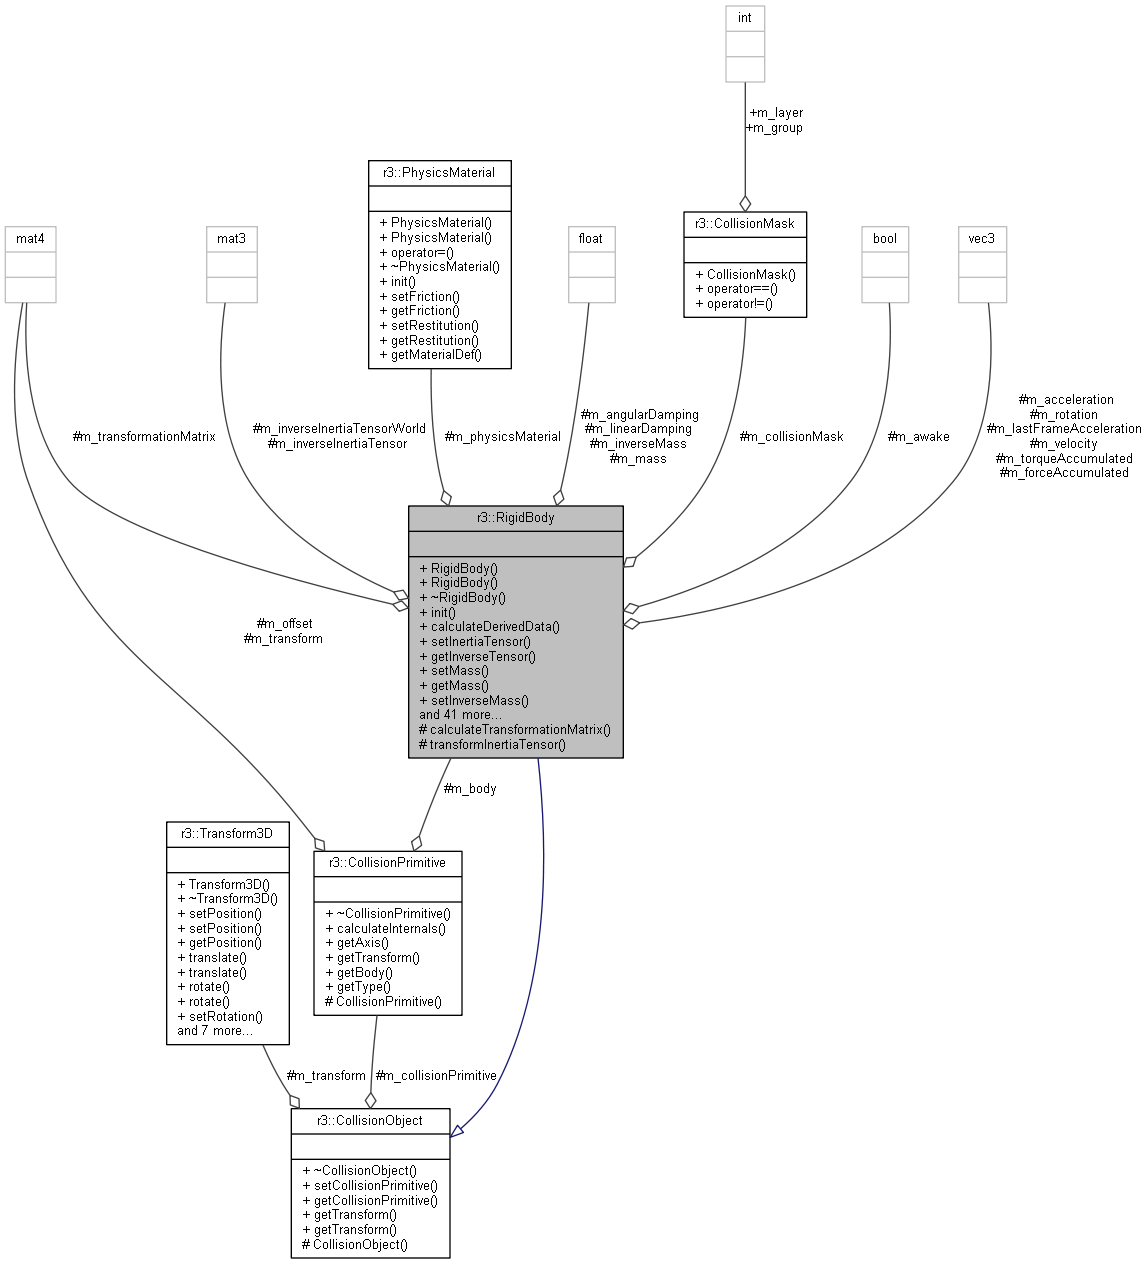 int
+m_layer
+m_group
r3::PhysicsMaterial
+ PhysicsMaterial()
+ PhysicsMaterial()
+ operator=()
+ ~PhysicsMaterial()
+ init()
+ setFriction()
+ getFriction()
+ setRestitution()
+ getRestitution()
+ getMaterialDef()
r3::CollisionMask
+ CollisionMask()
+ operator==()
+ operator!=()
mat4
mat3
float
bool
vec3
#m_transformationMatrix
#m_inverseInertiaTensorWorld
#m_inverseInertiaTensor
#m_physicsMaterial
#m_angularDamping
#m_linearDamping
#m_inverseMass
#m_mass
#m_collisionMask
#m_awake
#m_acceleration
#m_rotation
#m_lastFrameAcceleration
#m_velocity
#m_torqueAccumulated
#m_forceAccumulated
r3::RigidBody
+ RigidBody()
+ RigidBody()
+ ~RigidBody()
+ init()
+ calculateDerivedData()
+ setInertiaTensor()
+ getInverseTensor()
+ setMass()
+ getMass()
+ setInverseMass()
and 41 more...
# calculateTransformationMatrix()
# transformInertiaTensor()
#m_offset
#m_transform
#m_body
r3::Transform3D
+ Transform3D()
+ ~Transform3D()
+ setPosition()
+ setPosition()
+ getPosition()
+ translate()
+ translate()
+ rotate()
+ rotate()
+ setRotation()
and 7 more...
r3::CollisionPrimitive
+ ~CollisionPrimitive()
+ calculateInternals()
+ getAxis()
+ getTransform()
+ getBody()
+ getType()
# CollisionPrimitive()
#m_transform
#m_collisionPrimitive
r3::CollisionObject
+ ~CollisionObject()
+ setCollisionPrimitive()
+ getCollisionPrimitive()
+ getTransform()
+ getTransform()
# CollisionObject()